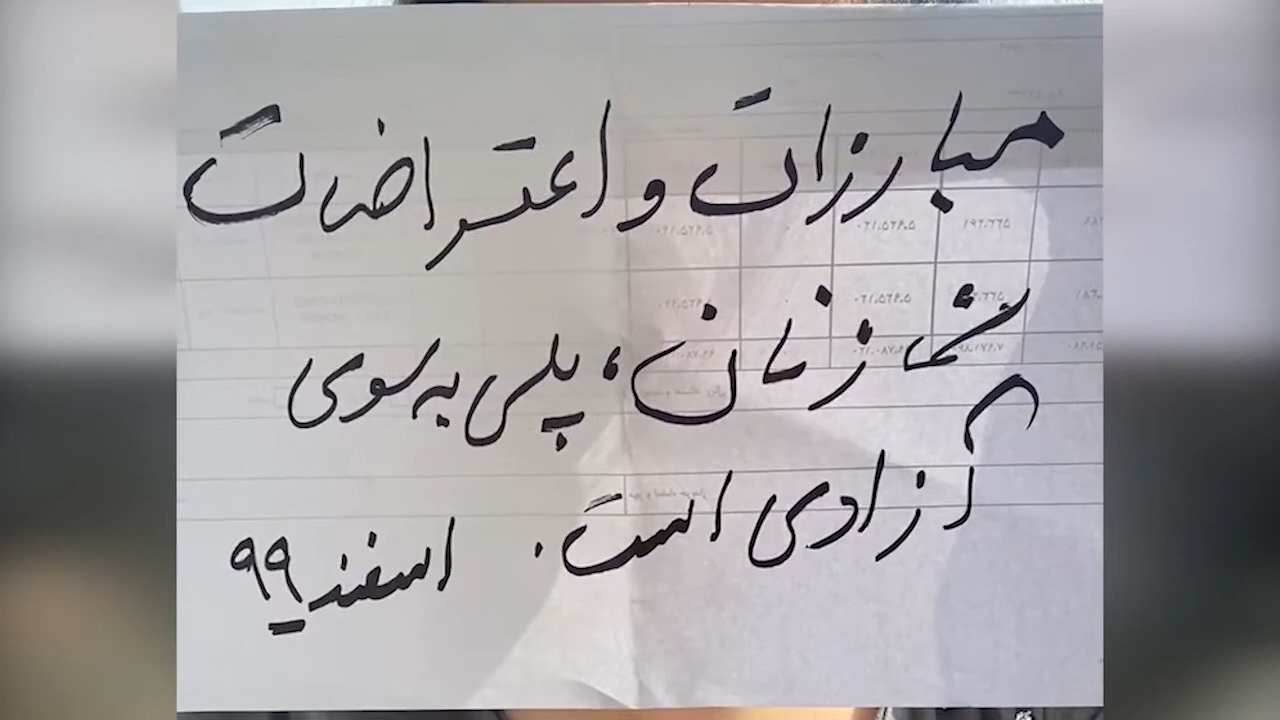 مبارزات و اعتراضات
شما زنان، پلی به سوی
آزادی است. اسفند ۹۹